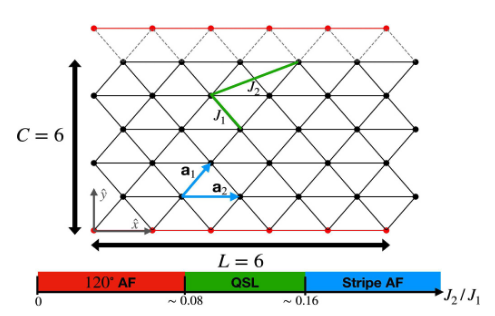 J₂
J₁
C = 6
a₁
a₂
ŷ
x̂
L = 6
120° AF QSL Stripe AF
0 ~ 0.08 ~ 0.16 J₂/J₁